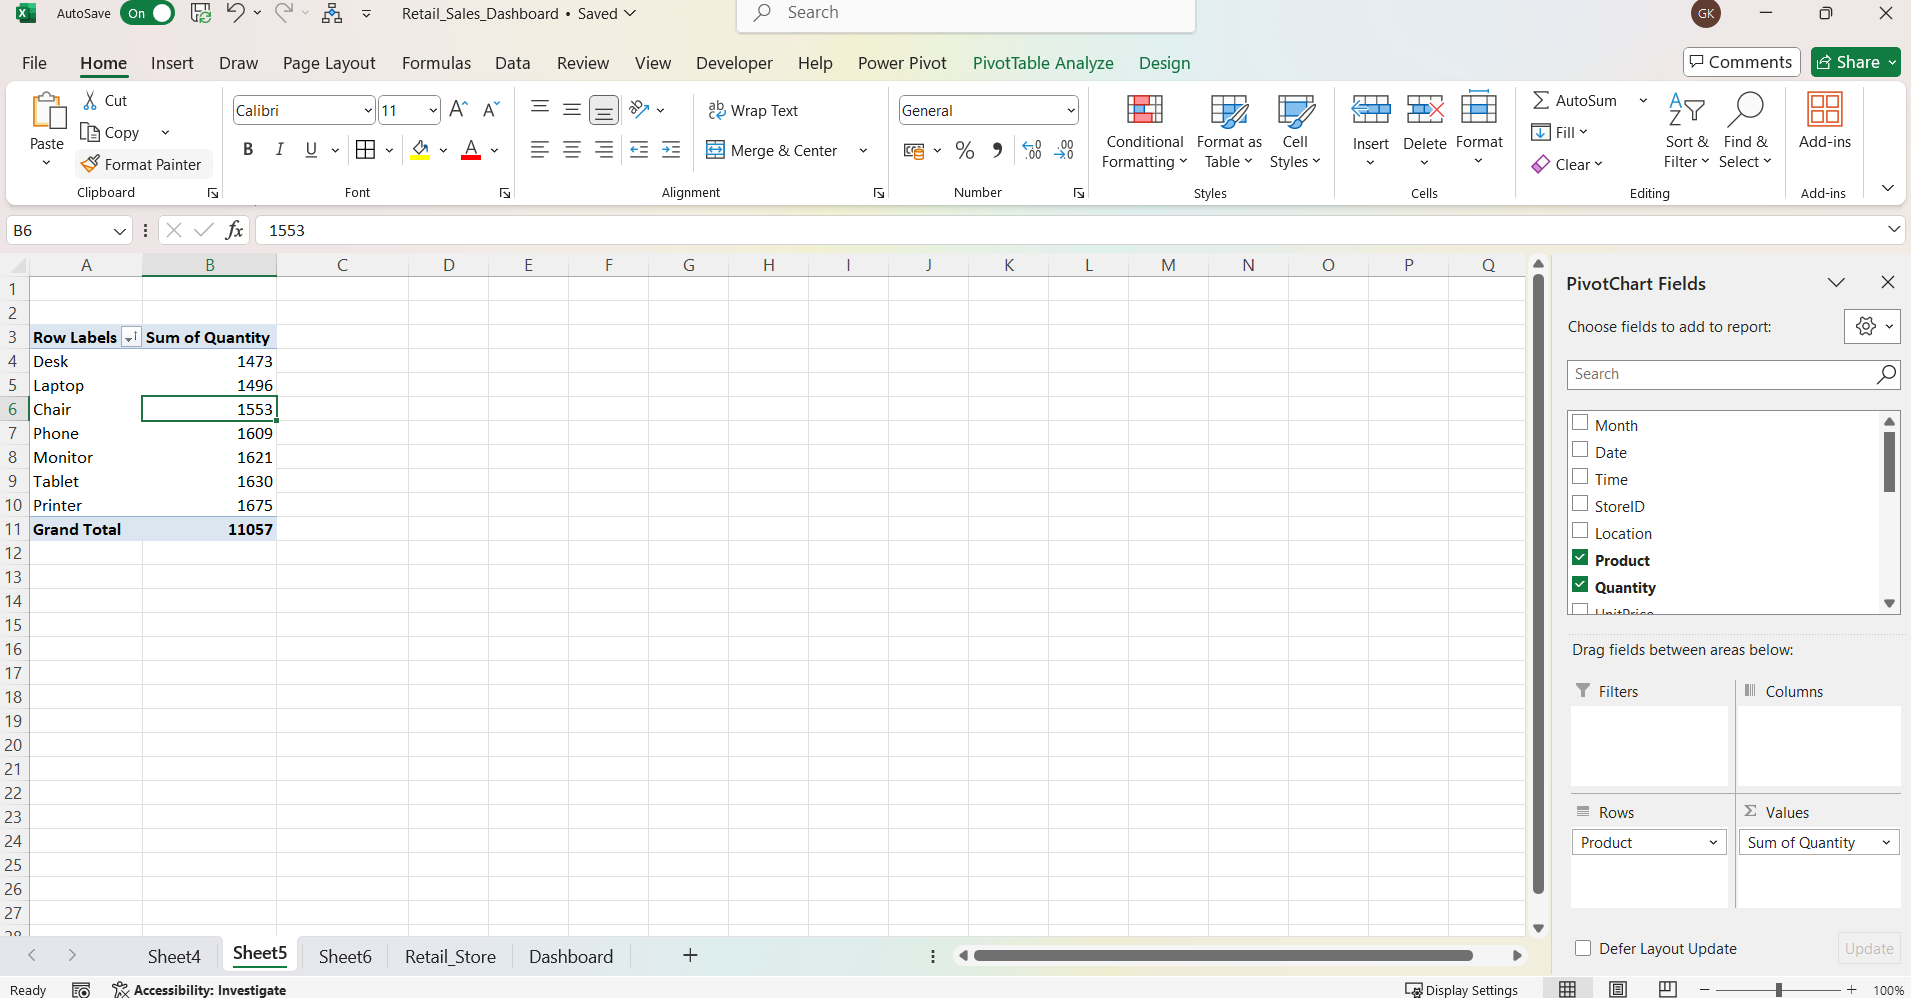 AutoSave On Retail_Sales_Dashboard • Saved Search GK
File Home Insert Draw Page Layout Formulas Data Review View Developer Help Power Pivot PivotTable Analyze Design Comments Share
Paste
Cut
Copy
Format Painter
Clipboard
Calibri 11
B I U
Font
Wrap Text
Merge & Center
Alignment
General
Number
Conditional Formatting
Format as Table
Cell Styles
Styles
Insert Delete Format
Cells
AutoSum
Fill
Clear
Sort & Filter
Find & Select
Editing
Add-ins
Add-ins
B6 fx 1553
A B C D E F G H I J K L M N O P Q
1
2
3 Row Labels Sum of Quantity
4 Desk 1473
5 Laptop 1496
6 Chair 1553
7 Phone 1609
8 Monitor 1621
9 Tablet 1630
10 Printer 1675
11 Grand Total 11057
12
13
14
15
16
17
18
19
20
21
22
23
24
25
26
27
28
PivotChart Fields
Choose fields to add to report:
Search
Month
Date
Time
StoreID
Location
Product
Quantity
UnitPrice
Drag fields between areas below:
Filters Columns
Rows Values
Product Sum of Quantity
Defer Layout Update Update
Sheet4 Sheet5 Sheet6 Retail_Store Dashboard
Ready Accessibility: Investigate Display Settings 100%